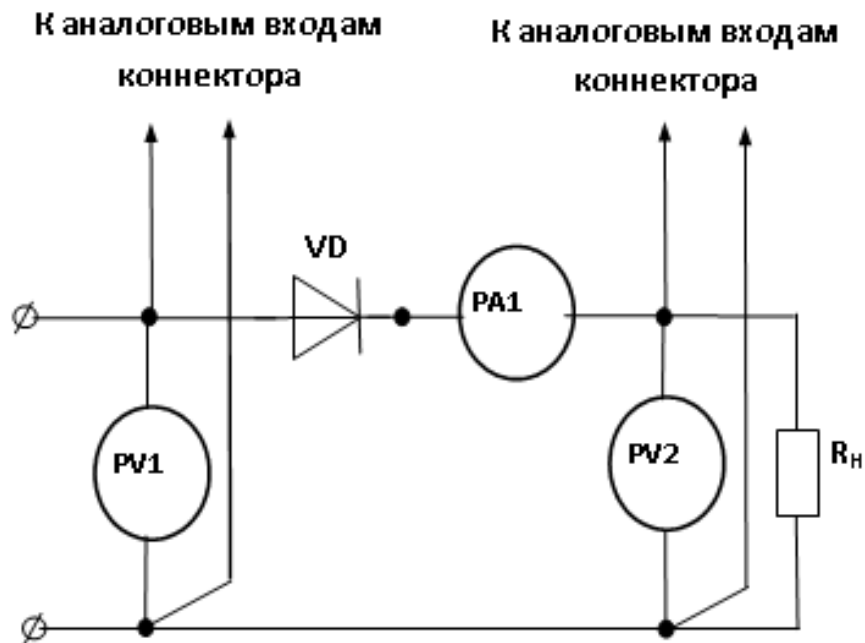 К аналоговым входам
коннектора
К аналоговым входам
коннектора
VD
PA1
PV1
PV2
Rн